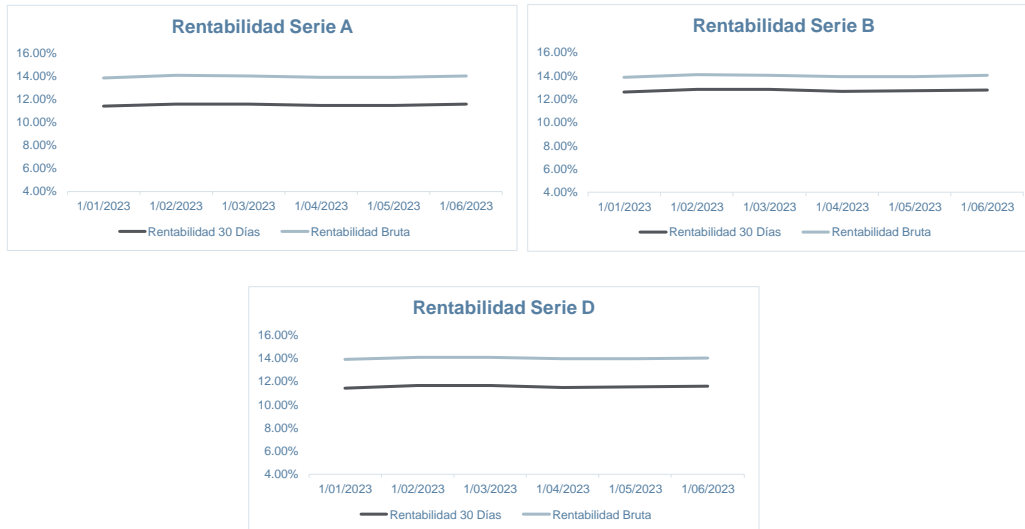 Rentabilidad Serie A
16.00%
14.00%
12.00%
10.00%
8.00%
6.00%
4.00%
1/01/2023 1/02/2023 1/03/2023 1/04/2023 1/05/2023 1/06/2023
Rentabilidad 30 Días Rentabilidad Bruta
Rentabilidad Serie B
16.00%
14.00%
12.00%
10.00%
8.00%
6.00%
4.00%
1/01/2023 1/02/2023 1/03/2023 1/04/2023 1/05/2023 1/06/2023
Rentabilidad 30 Días Rentabilidad Bruta
Rentabilidad Serie D
16.00%
14.00%
12.00%
10.00%
8.00%
6.00%
4.00%
1/01/2023 1/02/2023 1/03/2023 1/04/2023 1/05/2023 1/06/2023
Rentabilidad 30 Días Rentabilidad Bruta